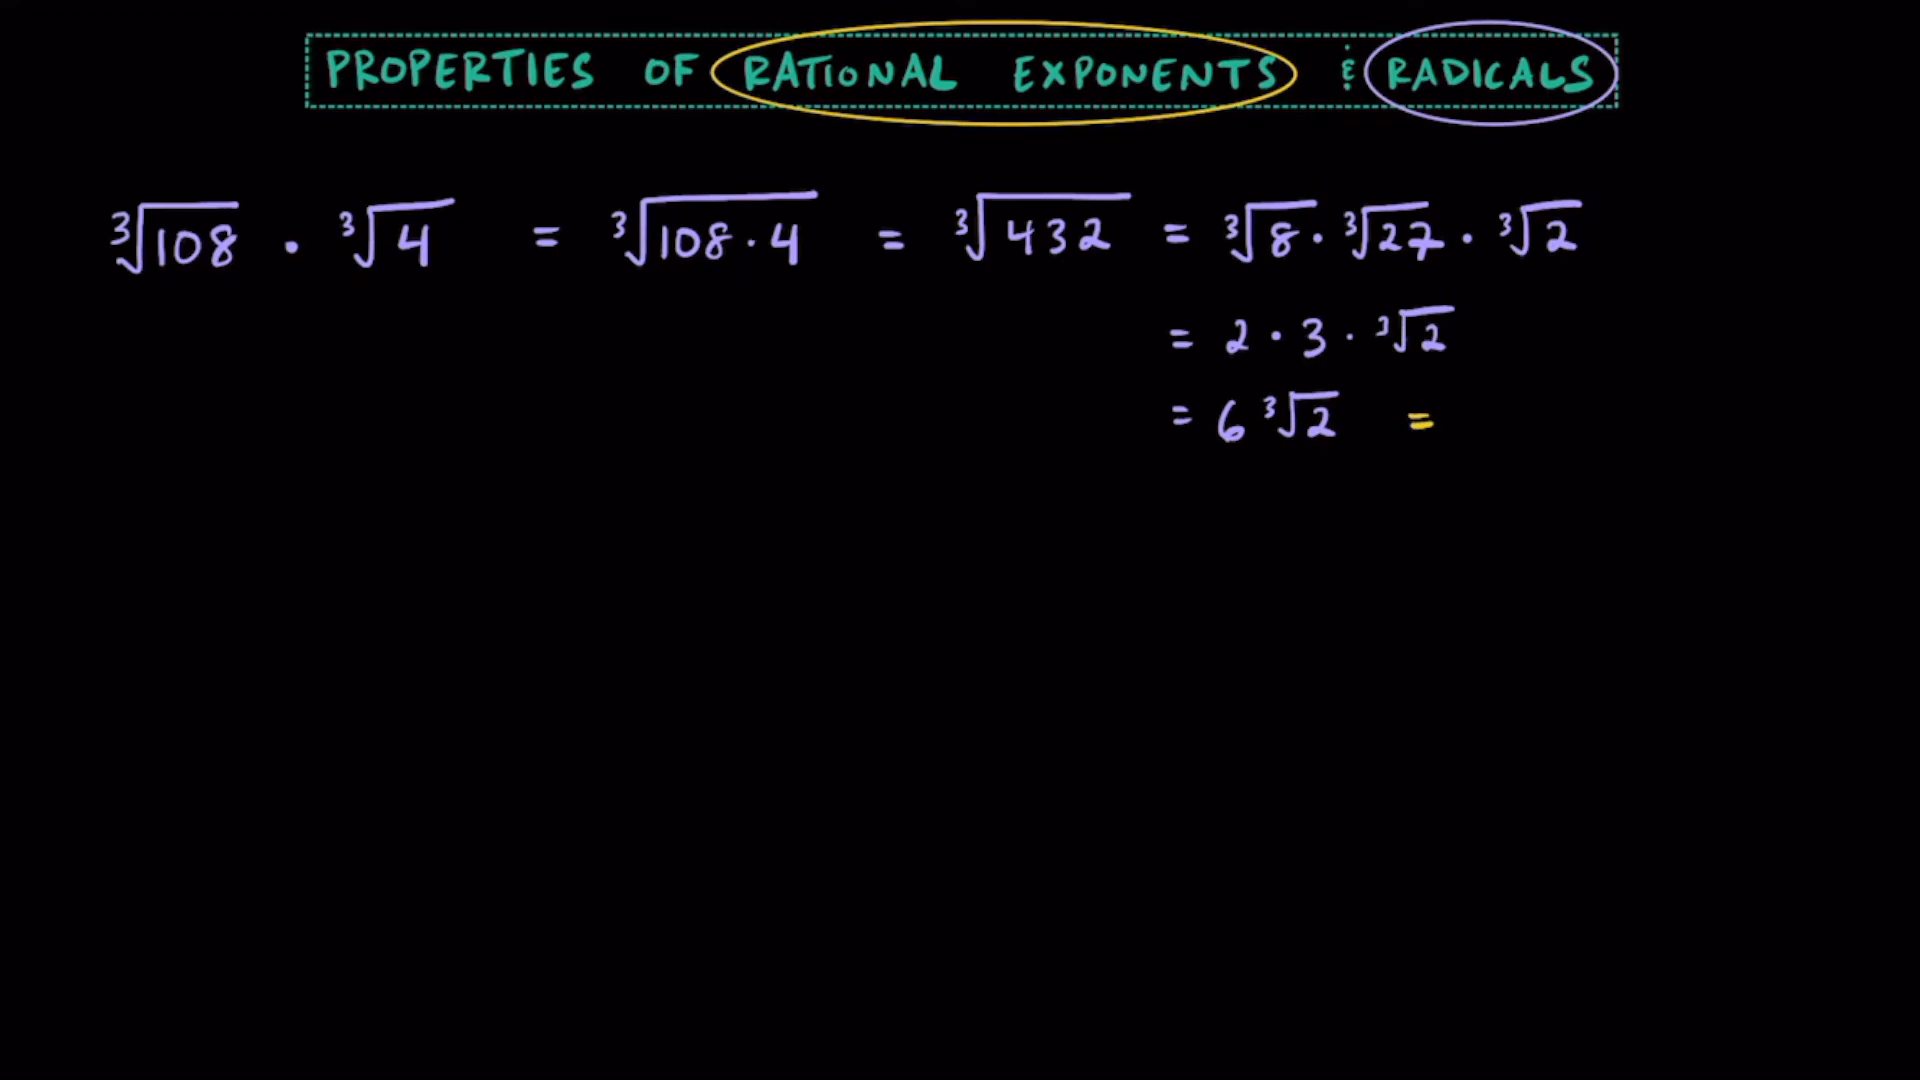 PROPERTIES OF RATIONAL EXPONENTS & RADICALS
∛108 · ∛4 = ∛108·4 = ∛432 = ∛8 · ∛27 · ∛2
= 2 · 3 · ∛2
= 6 ∛2 =